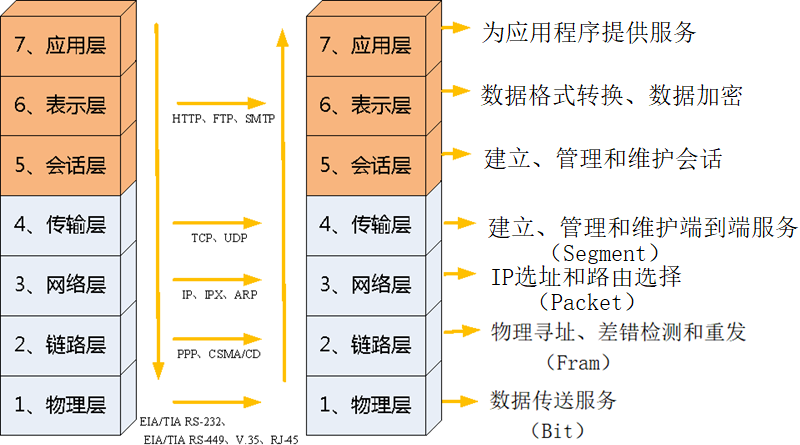 7、应用层
7、应用层
为应用程序提供服务
6、表示层
HTTP、FTP、SMTP
6、表示层
数据格式转换、数据加密
5、会话层
5、会话层
建立、管理和维护会话
4、传输层
TCP、UDP
4、传输层
建立、管理和维护端到端服务
（Segment）
3、网络层
IP、IPX、ARP
3、网络层
IP选址和路由选择
（Packet）
2、链路层
PPP、CSMA/CD
2、链路层
物理寻址、差错检测和重发
（Fram）
1、物理层
EIA/TIA RS-232、
EIA/TIA RS-449、V.35、RJ-45
1、物理层
数据传送服务
（Bit）